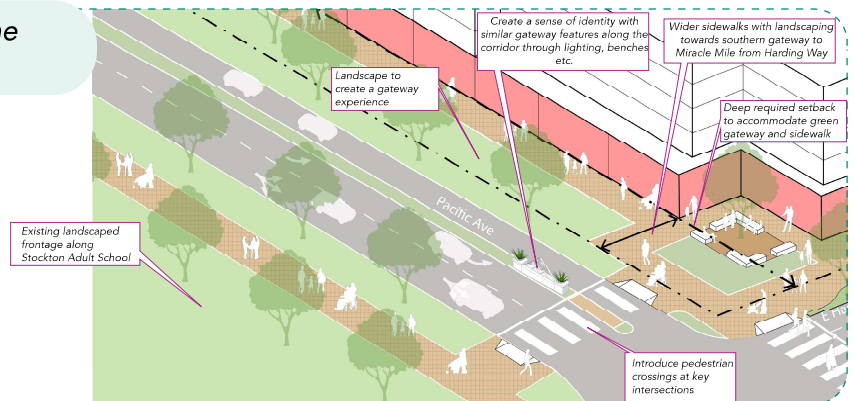 Create a sense of identity with
similar gateway features along the
corridor through lighting, benches
etc.
Wider sidewalks with landscaping
towards southern gateway to
Miracle Mile from Harding Way
Landscape to
create a gateway
experience
Deep required setback
to accommodate green
gateway and sidewalk
Pacific Ave
Existing landscaped
frontage along
Stockton Adult School
Introduce pedestrian
crossings at key
intersections